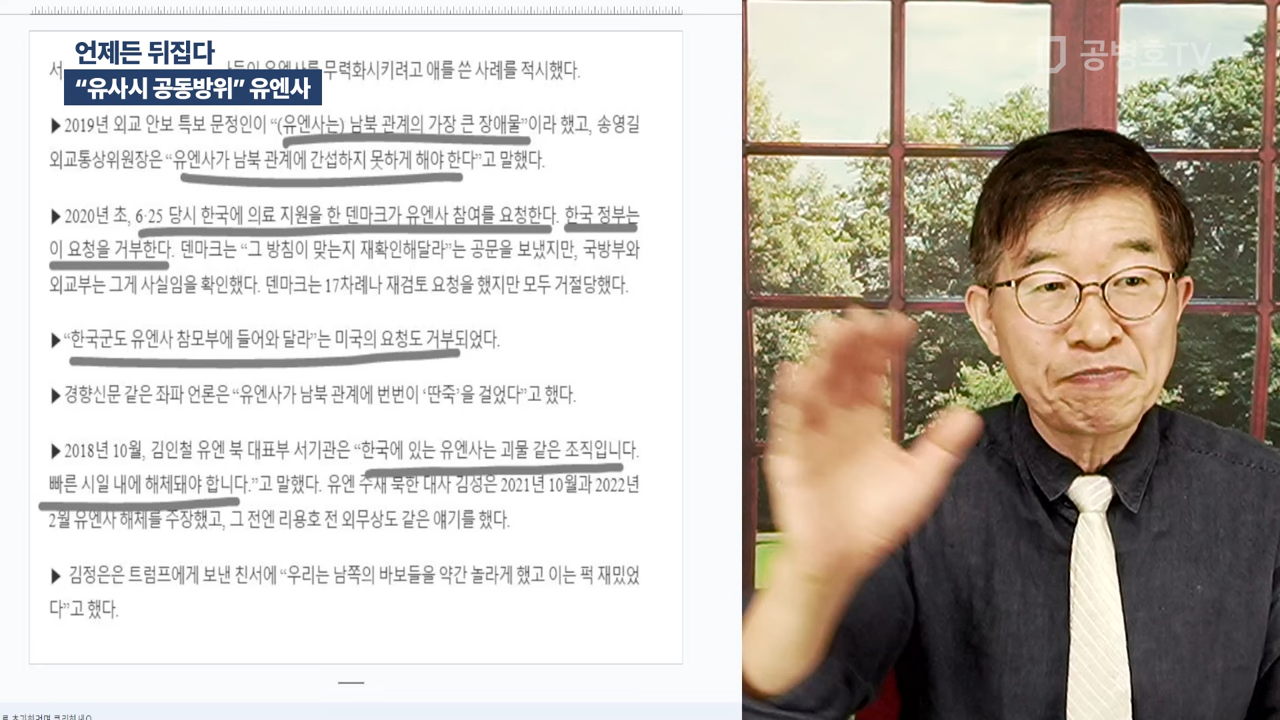 언제든 뒤집다
“유사시 공동방위” 유엔사
서
유엔사를 무력화시키려고 애를 쓴 사례를 적시했다.
▶2019년 외교 안보 특보 문정인이 “(유엔사는) 남북 관계의 가장 큰 장애물”이라 했고, 송영길
외교통상위원장은 “유엔사가 남북 관계에 간섭하지 못하게 해야 한다”고 말했다.
▶2020년 초, 6·25 당시 한국에 의료 지원을 한 덴마크가 유엔사 참여를 요청한다. 한국 정부는
이 요청을 거부한다. 덴마크는 “그 방침이 맞는지 재확인해달라”는 공문을 보냈지만, 국방부와
외교부는 그게 사실임을 확인했다. 덴마크는 17차례나 재검토 요청을 했지만 모두 거절당했다.
▶“한국군도 유엔사 참모부에 들어와 달라”는 미국의 요청도 거부되었다.
▶경향신문 같은 좌파 언론은 “유엔사가 남북 관계에 번번이 ‘딴죽’을 걸었다”고 했다.
▶2018년 10월, 김인철 유엔 북 대표부 서기관은 “한국에 있는 유엔사는 괴물 같은 조직입니다.
빠른 시일 내에 해체돼야 합니다.”고 말했다. 유엔 주재 북한 대사 김성은 2021년 10월과 2022년
2월 유엔사 해체를 주장했고, 그 전엔 리용호 전 외무상도 같은 얘기를 했다.
▶ 김정은은 트럼프에게 보낸 친서에 “우리는 남쪽의 바보들을 약간 놀라게 했고 이는 퍽 재밌었
다”고 했다.
공병호TV